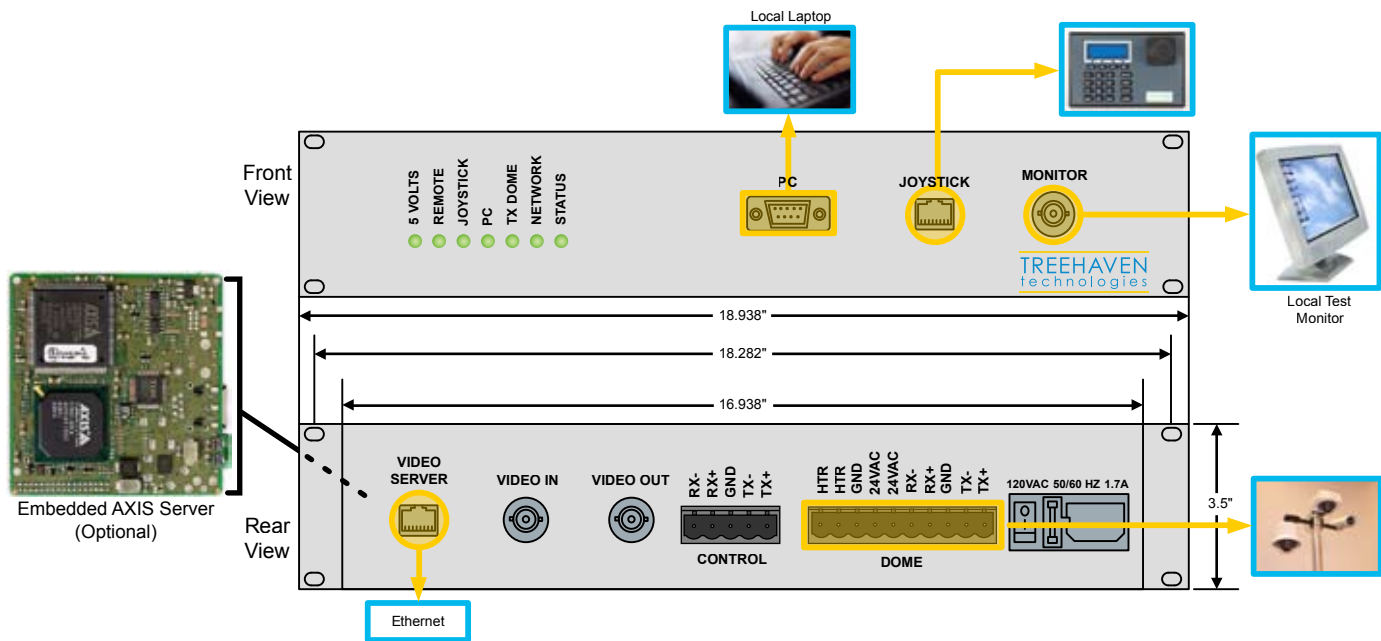 Local Laptop
Front
View
5 VOLTS
REMOTE
JOYSTICK
PC
TX DOME
NETWORK
STATUS
PC
JOYSTICK
MONITOR
TREEHAVEN
technologies
Local Test
Monitor
18.938"
18.282"
16.938"
3.5"
AXIS
Embedded AXIS Server
(Optional)
Rear
View
VIDEO
SERVER
VIDEO IN
VIDEO OUT
RX-
RX+
GND
TX-
TX+
CONTROL
HTR
HTR
GND
24VAC
24VAC
RX-
RX+
GND
TX-
TX+
DOME
120VAC 50/60 HZ 1.7A
Ethernet